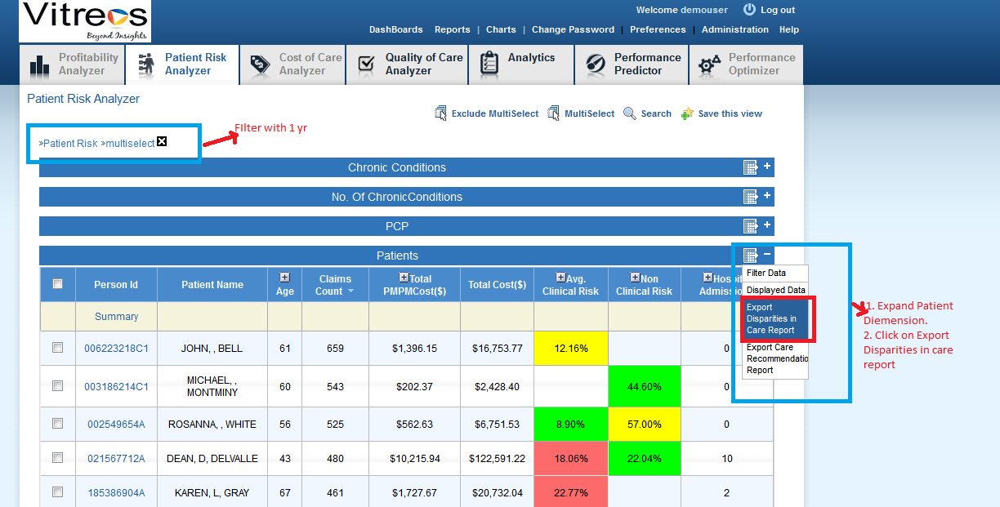 Vitreos
Beyond Insights
Welcome demouser Log out
DashBoards Reports | Charts | Change Password | Preferences | Administration Help
Profitability Analyzer
Patient Risk Analyzer
Cost of Care Analyzer
Quality of Care Analyzer
Analytics
Performance Predictor
Performance Optimizer
Patient Risk Analyzer
Exclude MultiSelect MultiSelect Search Save this view
FIlter with 1 yr
»Patient Risk »multiselect
Chronic Conditions
No. Of ChronicConditions
PCP
Patients
Person Id Patient Name Age Claims Count Total PMPMCost($) Total Cost($) Avg. Clinical Risk Non Clinical Risk Hospit Admissio
Filter Data
Displayed Data
Export
Disparities in
Care Report
Export Care
Recommendatio
Report
1. Expand Patient
Diemension.
2. Click on Export
Disparities in care
report
Summary
006223218C1 JOHN, , BELL 61 659 $1,396.15 $16,753.77 12.16% 0
003186214C1 MICHAEL, , MONTMINY 60 543 $202.37 $2,428.40 44.60% 0
002549654A ROSANNA, , WHITE 56 525 $562.63 $6,751.53 8.90% 57.00% 0
021567712A DEAN, D, DELVALLE 43 480 $10,215.94 $122,591.22 18.06% 22.04% 10
185386904A KAREN, L, GRAY 67 461 $1,727.67 $20,732.04 22.77% 2